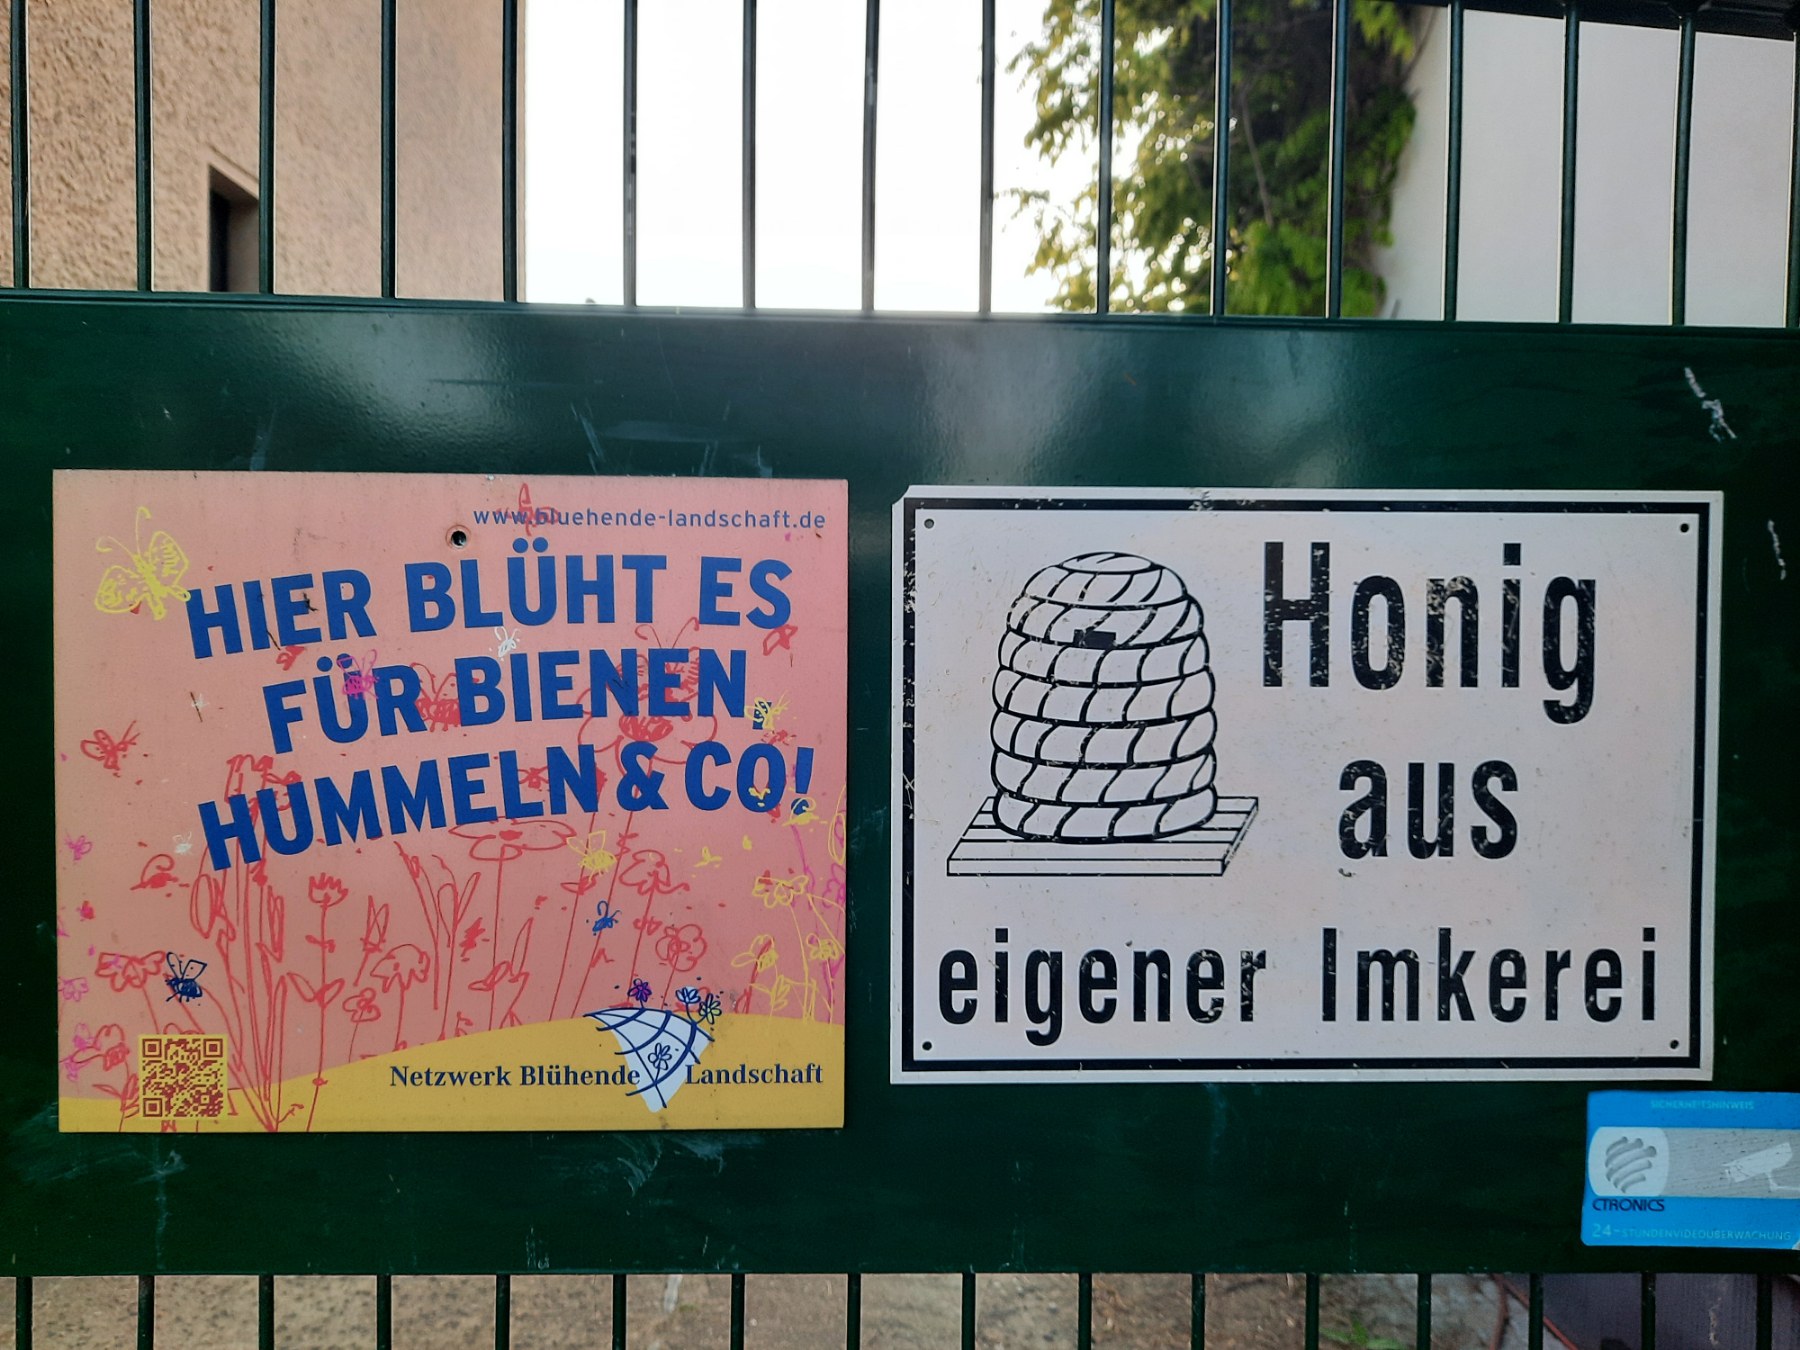 www.bluehende-landschaft.de
HIER BLÜHT ES
FÜR BIENEN,
HUMMELN & CO!
Netzwerk Blühende Landschaft
Honig
aus
eigener Imkerei
SICHERHEITSHINWEIS
CTRONICS
24-STUNDENVIDEOÜBERWACHUNG